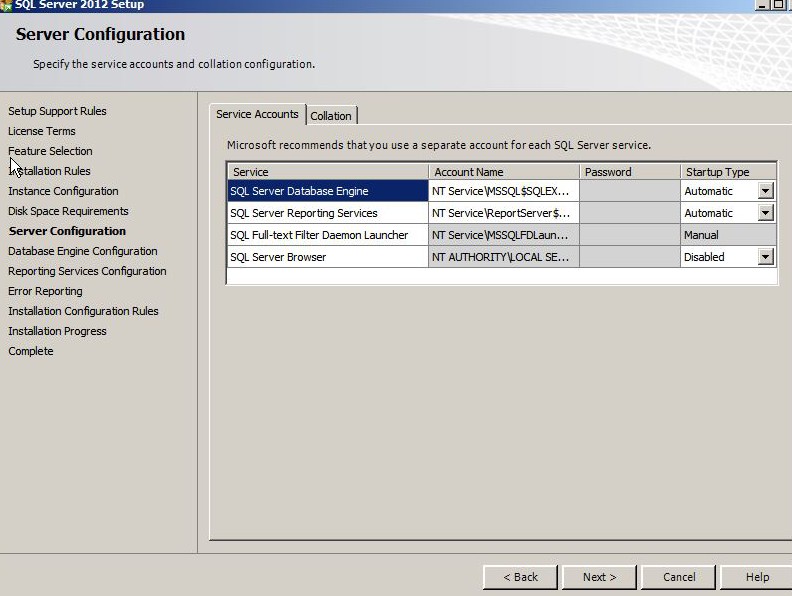 SQL Server 2012 Setup
Server Configuration
Specify the service accounts and collation configuration.
Setup Support Rules
License Terms
Feature Selection
Installation Rules
Instance Configuration
Disk Space Requirements
Server Configuration
Database Engine Configuration
Reporting Services Configuration
Error Reporting
Installation Configuration Rules
Installation Progress
Complete
Service Accounts Collation
Microsoft recommends that you use a separate account for each SQL Server service.
Service Account Name Password Startup Type
SQL Server Database Engine NT Service\MSSQL$SQLEX... Automatic
SQL Server Reporting Services NT Service\ReportServer$... Automatic
SQL Full-text Filter Daemon Launcher NT Service\MSSQLFDLaun... Manual
SQL Server Browser NT AUTHORITY\LOCAL SE... Disabled
< Back Next > Cancel Help